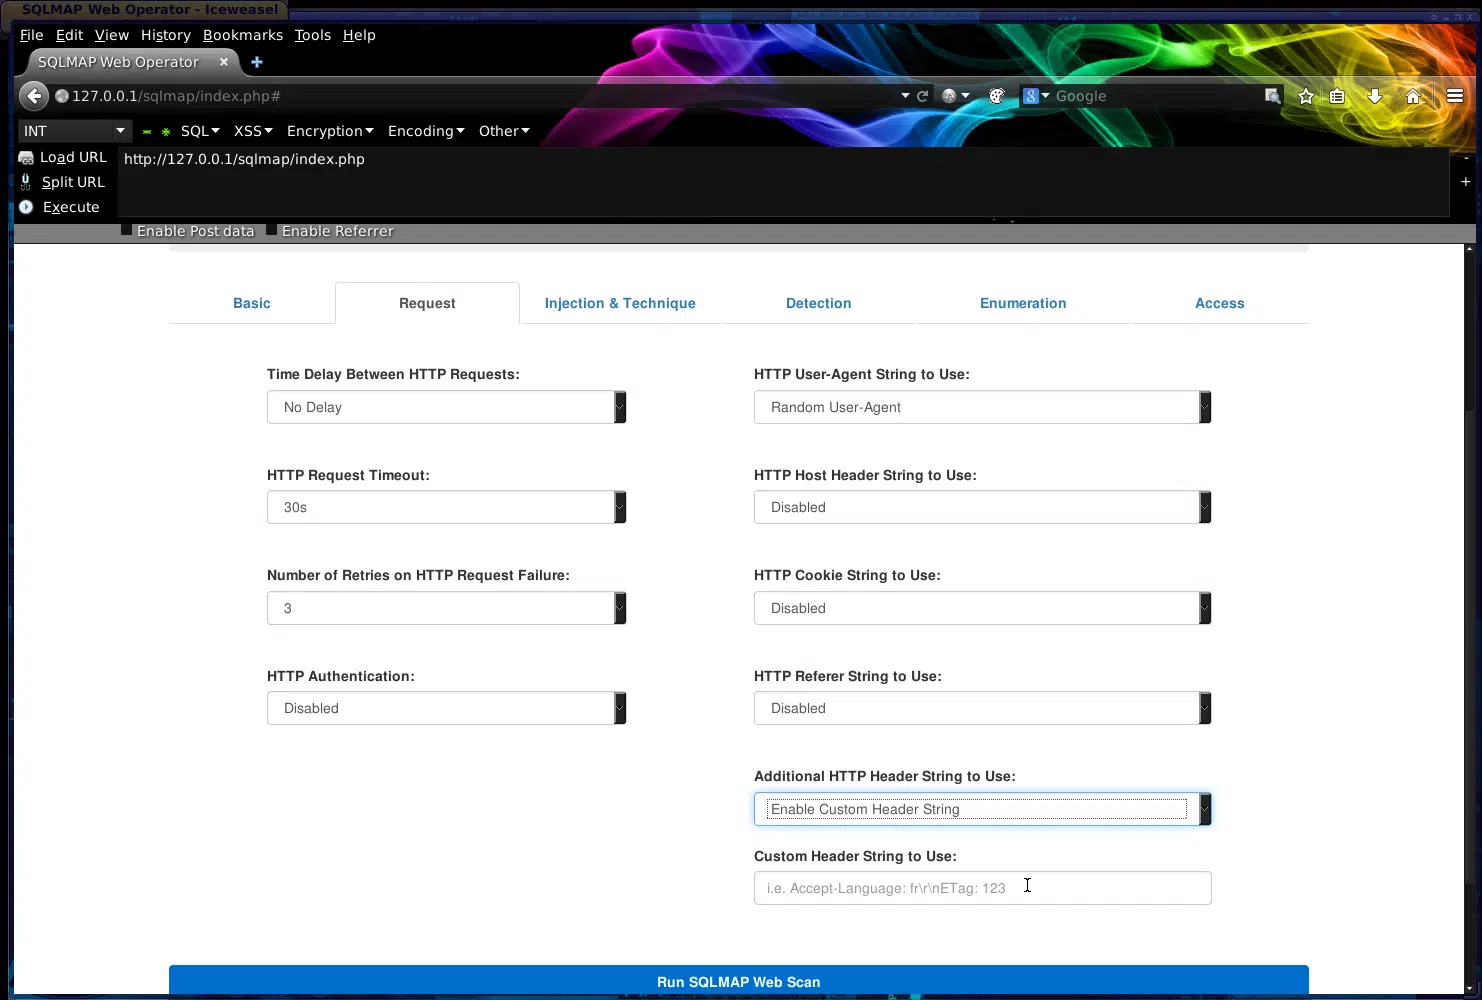 SQLMAP Web Operator - Iceweasel
File Edit View History Bookmarks Tools Help
SQLMAP Web Operator
127.0.0.1/sqlmap/index.php#
Google
INT SQL XSS Encryption Encoding Other
Load URL
http://127.0.0.1/sqlmap/index.php
Split URL
Execute
Enable Post data Enable Referrer
Basic Request Injection & Technique Detection Enumeration Access
Time Delay Between HTTP Requests: HTTP User-Agent String to Use:
No Delay Random User-Agent
HTTP Request Timeout: HTTP Host Header String to Use:
30s Disabled
Number of Retries on HTTP Request Failure: HTTP Cookie String to Use:
3 Disabled
HTTP Authentication: HTTP Referer String to Use:
Disabled Disabled
Additional HTTP Header String to Use:
Enable Custom Header String
Custom Header String to Use:
i.e. Accept-Language: fr\r\nETag: 123
Run SQLMAP Web Scan